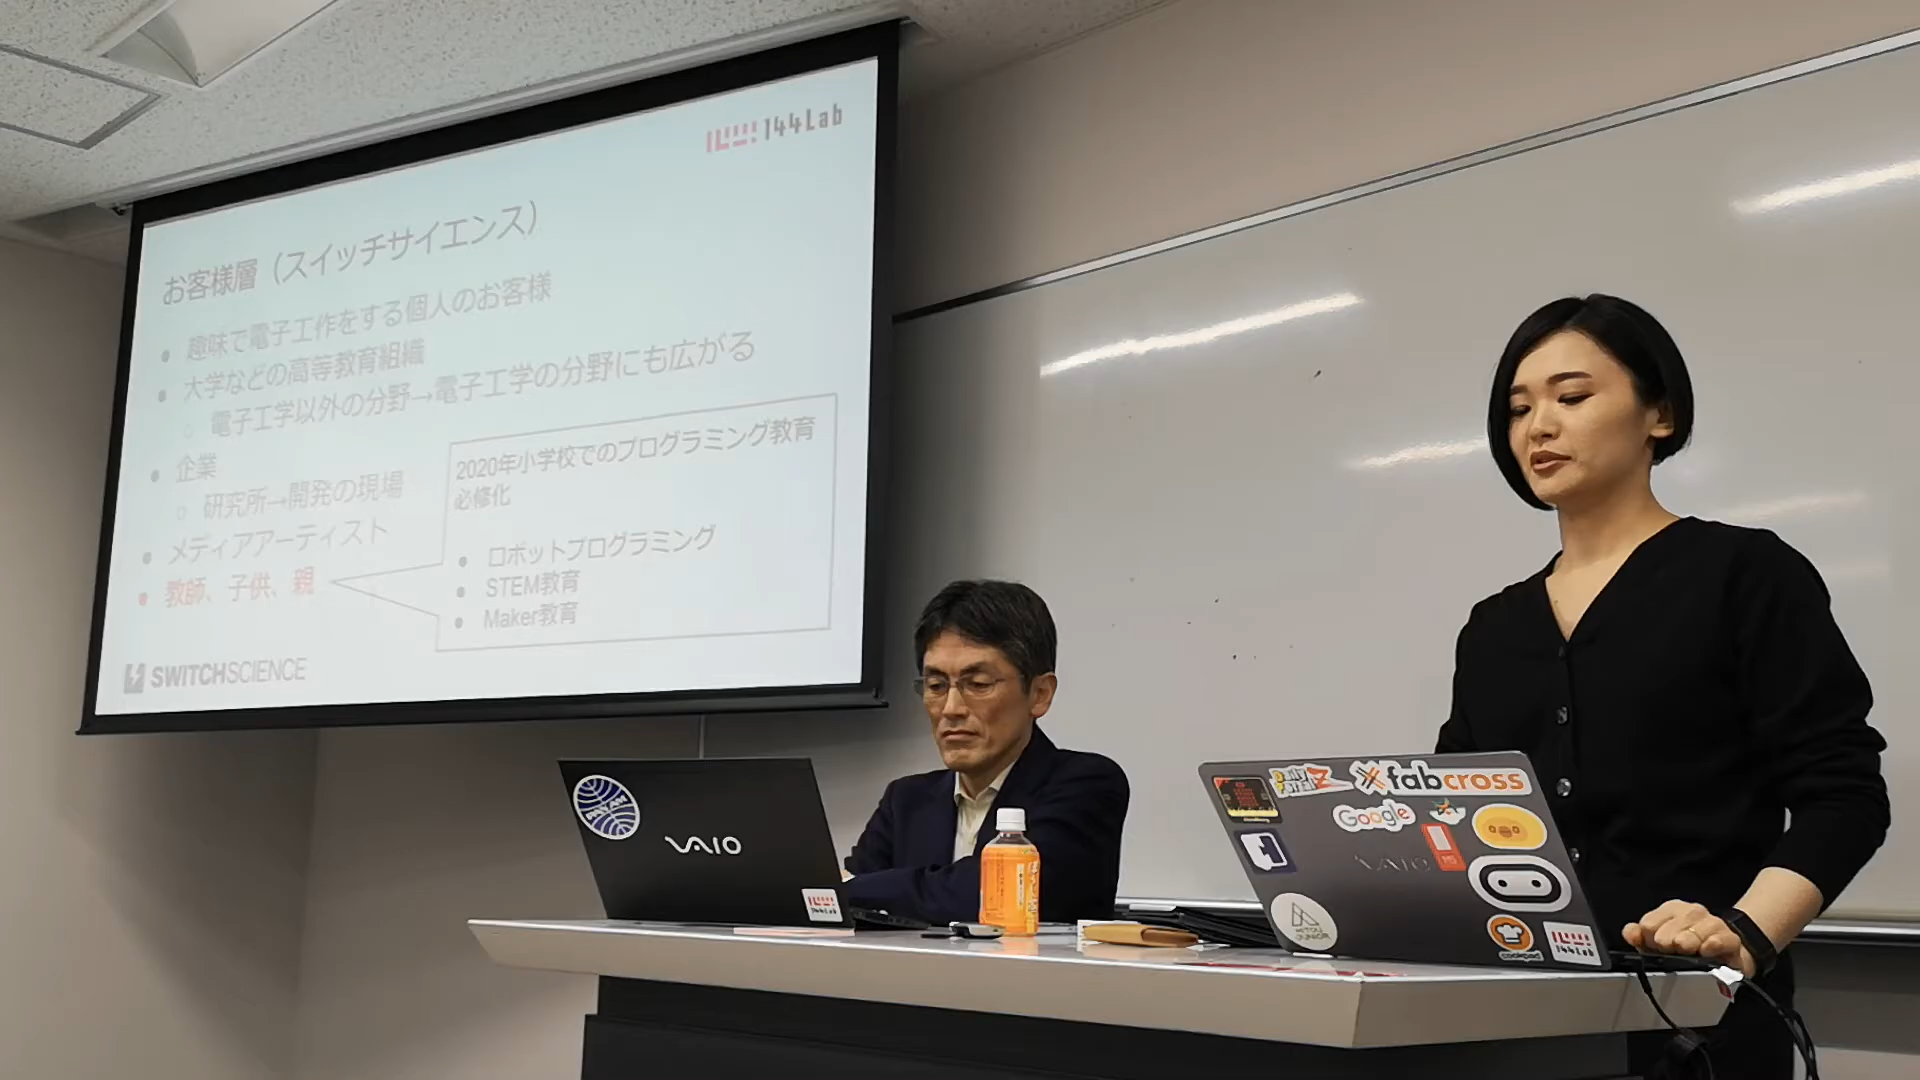 144Lab
お客様層（スイッチサイエンス）
● 趣味で電子工作をする個人のお客様
● 大学などの高等教育組織
○ 電子工学以外の分野→電子工学の分野にも広がる
● 企業
○ 研究所→開発の現場
● メディアアーティスト
● 教師、子供、親
2020年小学校でのプログラミング教育
必修化
● ロボットプログラミング
● STEM教育
● Maker教育
SWITCHSCIENCE
VAIO
144Lab
fabcross
Google
VAIO
cookpad
144Lab